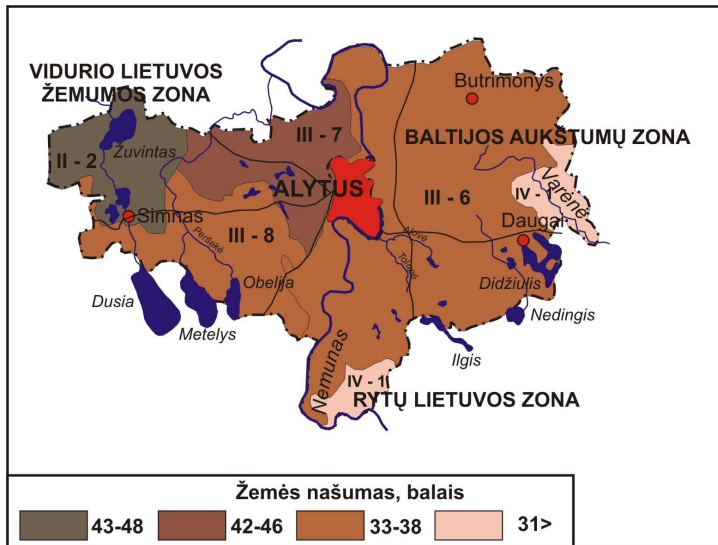 VIDURIO LIETUVOS
ŽEMUMOS ZONA
Butrimonys
III - 7
BALTIJOS AUKŠTUMŲ ZONA
Žuvintas
II - 2
ALYTUS
III - 6
IV - 1
Varėnė
Simnas
Daugai
Peršekė
III - 8
Alovė
Obelija
Didžiulis
Dusia
Metelys
Nedingis
Ilgis
Nemunas
IV - 1
RYTŲ LIETUVOS ZONA
Žemės našumas, balais
43-48
42-46
33-38
31>